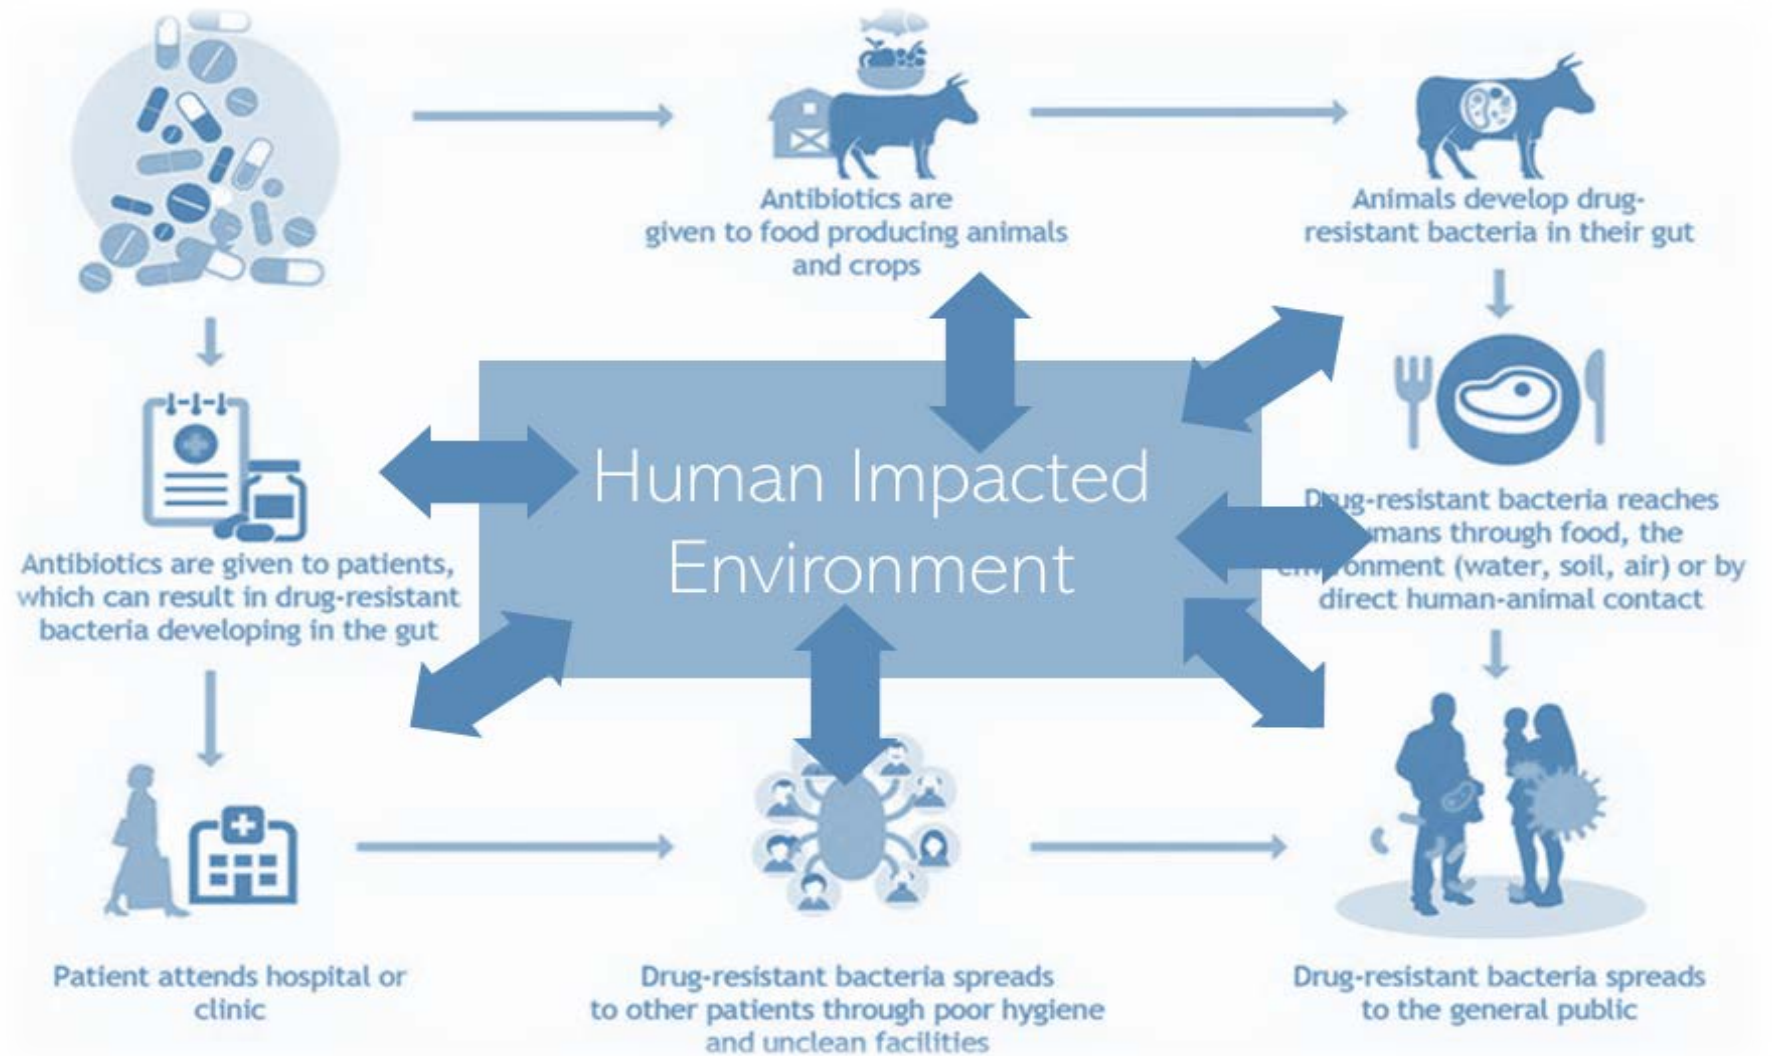 Antibiotics are
given to food producing animals
and crops
Animals develop drug-
resistant bacteria in their gut
Human Impacted
Environment
Antibiotics are given to patients,
which can result in drug-resistant
bacteria developing in the gut
Drug-resistant bacteria reaches
humans through food, the
environment (water, soil, air) or by
direct human-animal contact
Patient attends hospital or
clinic
Drug-resistant bacteria spreads
to other patients through poor hygiene
and unclean facilities
Drug-resistant bacteria spreads
to the general public